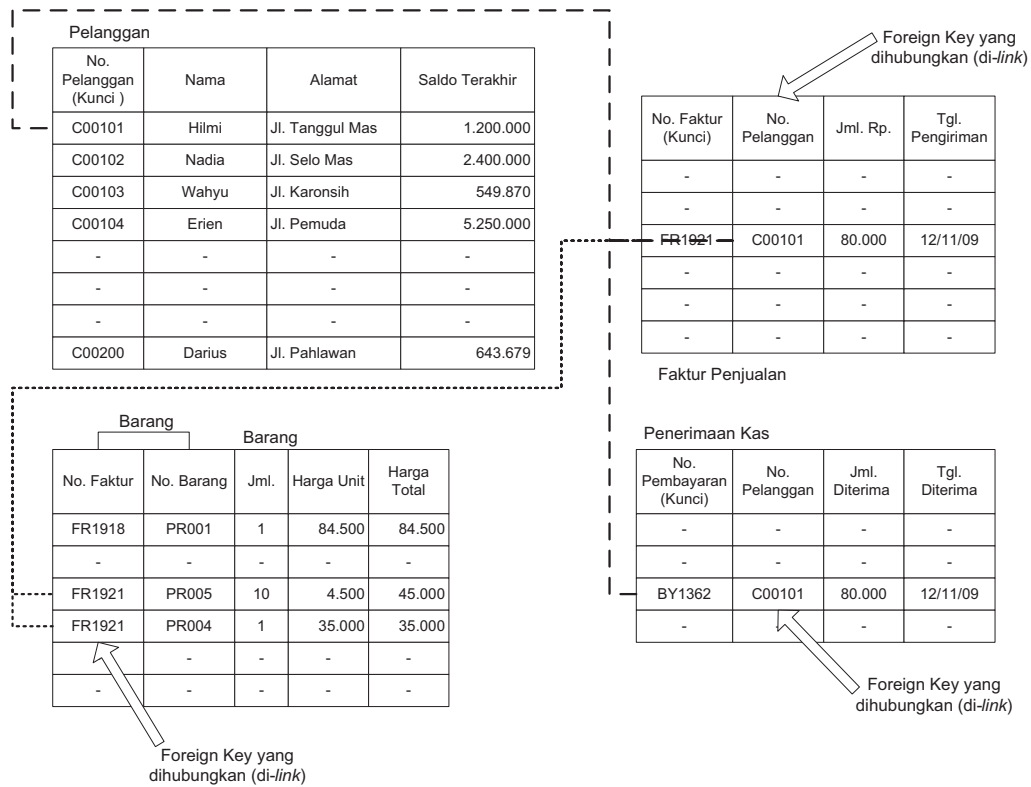 Pelanggan
No. Pelanggan (Kunci ) Nama Alamat Saldo Terakhir
C00101 Hilmi Jl. Tanggul Mas 1.200.000
C00102 Nadia Jl. Selo Mas 2.400.000
C00103 Wahyu Jl. Karonsih 549.870
C00104 Erien Jl. Pemuda 5.250.000
- - - -
- - - -
- - - -
C00200 Darius Jl. Pahlawan 643.679
Foreign Key yang
dihubungkan (di-link)
No. Faktur (Kunci) No. Pelanggan Jml. Rp. Tgl. Pengiriman
- - - -
- - - -
FR1921 C00101 80.000 12/11/09
- - - -
- - - -
- - - -
Faktur Penjualan
Barang
Barang
No. Faktur No. Barang Jml. Harga Unit Harga Total
FR1918 PR001 1 84.500 84.500
- - - - -
FR1921 PR005 10 4.500 45.000
FR1921 PR004 1 35.000 35.000
- - - - -
- - - - -
Foreign Key yang
dihubungkan (di-link)
Penerimaan Kas
No. Pembayaran (Kunci) No. Pelanggan Jml. Diterima Tgl. Diterima
- - - -
- - - -
BY1362 C00101 80.000 12/11/09
- - - -
Foreign Key yang
dihubungkan (di-link)